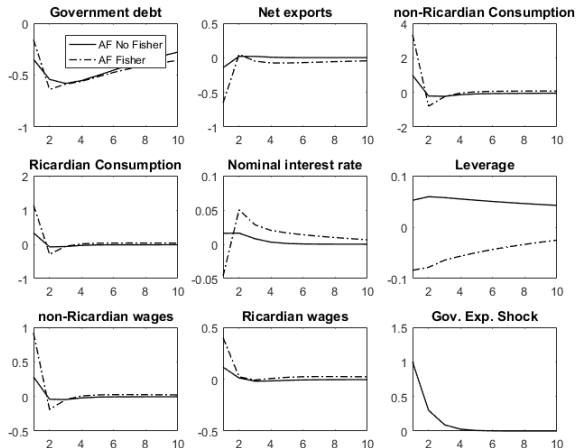 Government debt
0
-0.5
-1
2 4 6 8 10
AF No Fisher
AF Fisher
Net exports
0.5
0
-0.5
-1
2 4 6 8 10
non-Ricardian Consumption
4
2
0
-2
2 4 6 8 10
Ricardian Consumption
2
1
0
-1
2 4 6 8 10
Nominal interest rate
0.1
0.05
0
-0.05
2 4 6 8 10
Leverage
0.1
0
-0.1
2 4 6 8 10
non-Ricardian wages
1
0.5
0
-0.5
2 4 6 8 10
Ricardian wages
0.5
0
-0.5
2 4 6 8 10
Gov. Exp. Shock
1.5
1
0.5
0
2 4 6 8 10